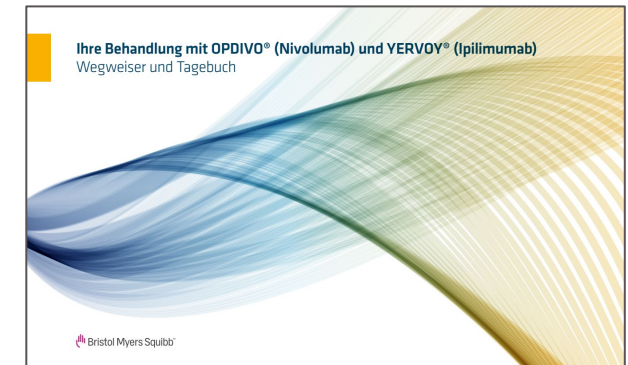 Ihre Behandlung mit OPDIVO® (Nivolumab) und YERVOY® (Ipilimumab)
Wegweiser und Tagebuch
Bristol Myers Squibb™